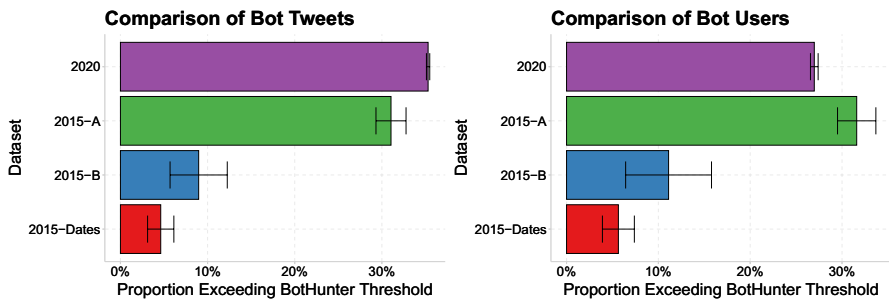 Comparison of Bot Tweets
Dataset
2020
2015−A
2015−B
2015−Dates
0% 10% 20% 30%
Proportion Exceeding BotHunter Threshold
Comparison of Bot Users
Dataset
2020
2015−A
2015−B
2015−Dates
0% 10% 20% 30%
Proportion Exceeding BotHunter Threshold